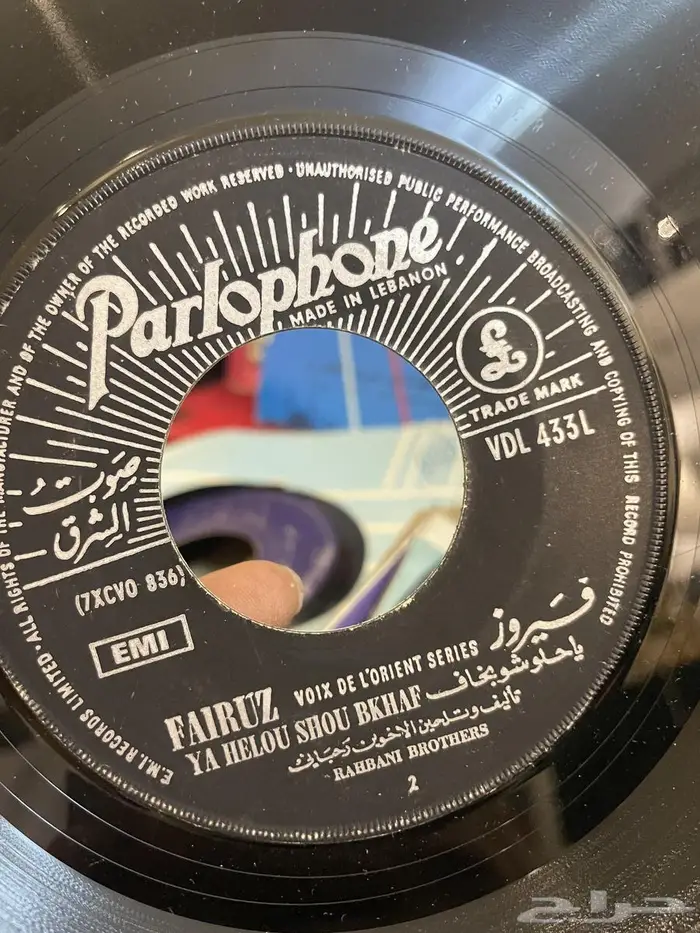 E.M.I. RECORDS LIMITED · ALL RIGHTS OF THE MANUFACTURER AND OF THE OWNER OF THE RECORDED WORK RESERVED · UNAUTHORISED PUBLIC PERFORMANCE BROADCASTING AND COPYING OF THIS RECORD PROHIBITED
Parlophone
MADE IN LEBANON
£
TRADE MARK
VDL 433L
صوت
الشرق
(7XCVO 836)
EMI
FAIRUZ VOIX DE L'ORIENT SERIES فيروز
YA HELOU SHOU BKHAF ياحلو شو بخاف
تأليف وتلحين الاخوين رحباني
RAHBANI BROTHERS
2
حراج